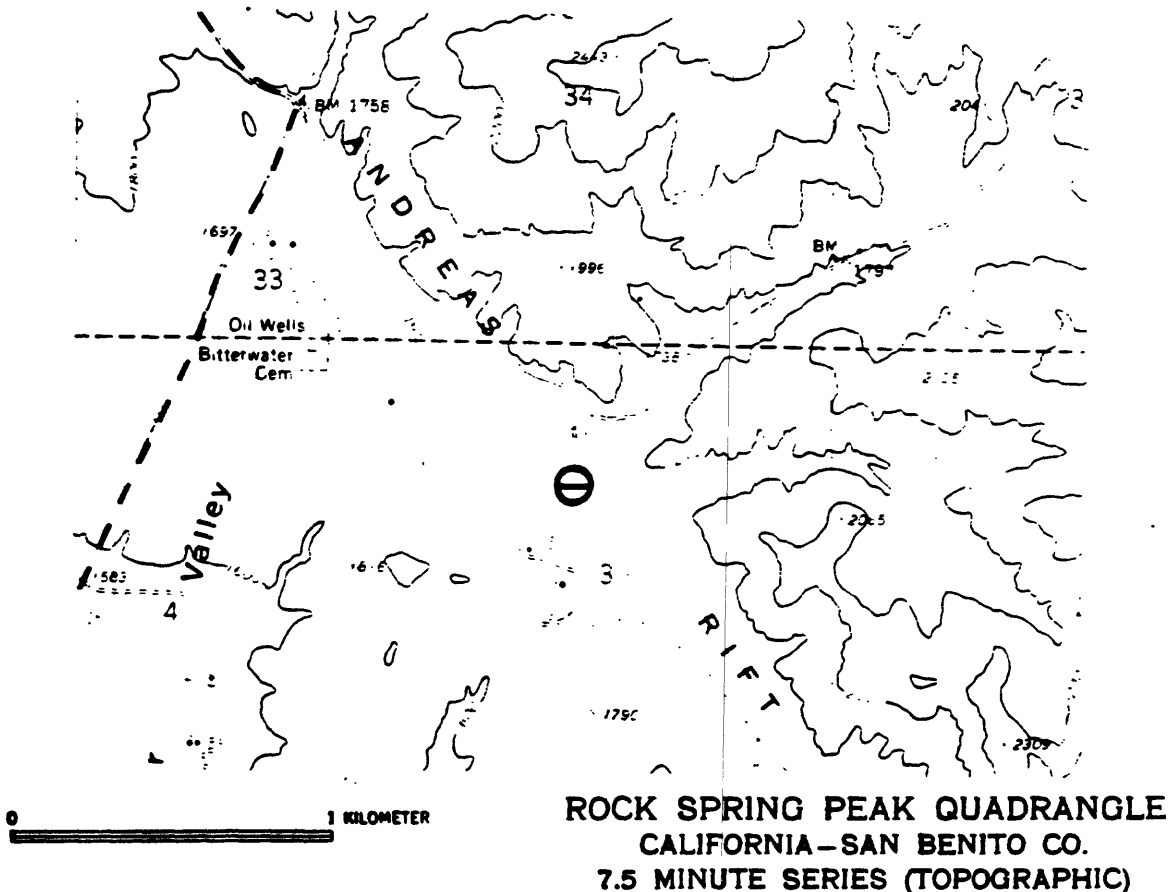 34
BM 1758
ANDREAS
1697
33
BM
Oil Wells
Bitterwater
Cem
Valley
1583
4
3
RIFT
1790
2309
0 1 KILOMETER
ROCK SPRING PEAK QUADRANGLE
CALIFORNIA—SAN BENITO CO.
7.5 MINUTE SERIES (TOPOGRAPHIC)